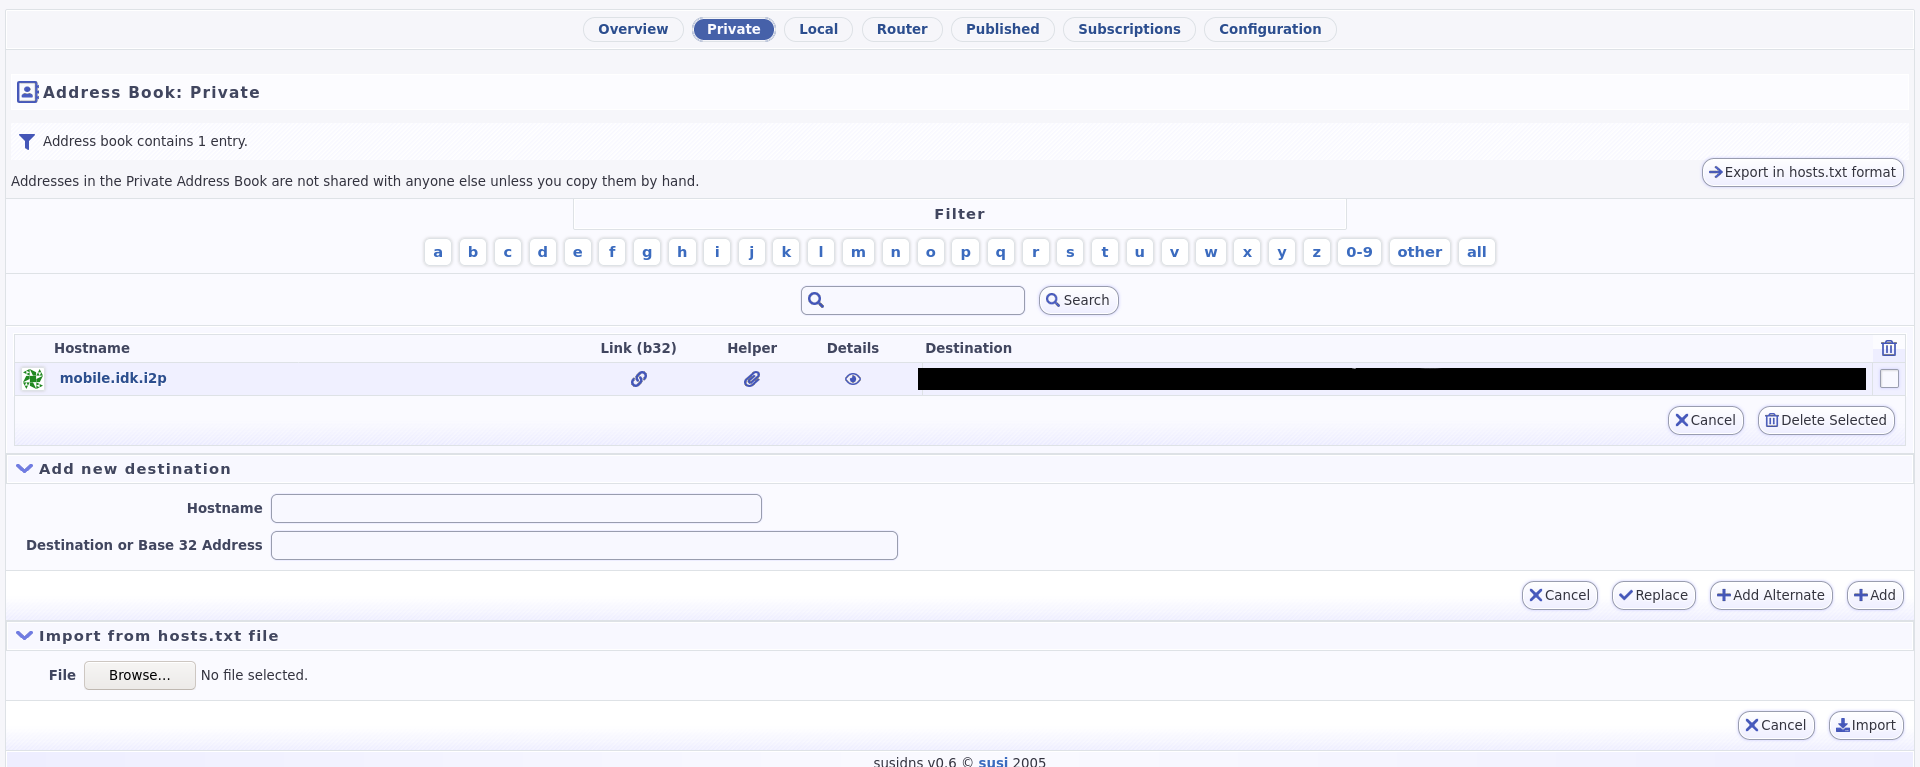 Overview Private Local Router Published Subscriptions Configuration
Address Book: Private
Address book contains 1 entry.
Export in hosts.txt format
Addresses in the Private Address Book are not shared with anyone else unless you copy them by hand.
Filter
a b c d e f g h i j k l m n o p q r s t u v w x y z 0-9 other all
Search
Hostname Link (b32) Helper Details Destination
mobile.idk.i2p
Cancel Delete Selected
Add new destination
Hostname
Destination or Base 32 Address
Cancel Replace Add Alternate Add
Import from hosts.txt file
File Browse... No file selected.
Cancel Import
susidns v0.6 © susi 2005